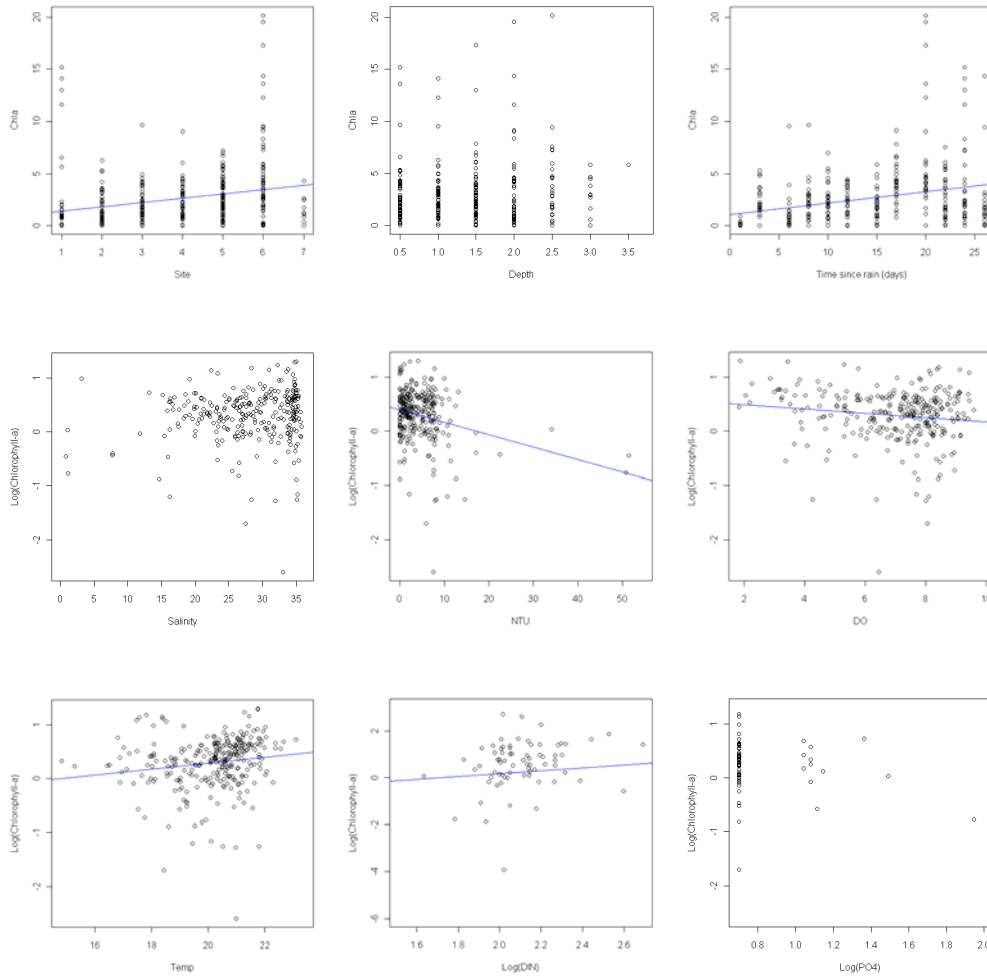 20
15
10
5
0
Chla
1 2 3 4 5 6 7
Site
20
15
10
5
0
Chla
0.5 1.0 1.5 2.0 2.5 3.0 3.5
Depth
20
15
10
5
0
Chla
0 5 10 15 20 25
Time since rain (days)
1
0
-1
-2
Log(Chlorophyll-a)
0 5 10 15 20 25 30 35
Salinity
1
0
-1
-2
Log(Chlorophyll-a)
0 10 20 30 40 50
NTU
1
0
-1
-2
Log(Chlorophyll-a)
2 4 6 8 10
DO
1
0
-1
-2
Log(Chlorophyll-a)
16 18 20 22
Temp
2
0
-2
-4
-6
Log(Chlorophyll-a)
1.6 1.8 2.0 2.2 2.4 2.6
Log(DIN)
1
0
-1
-2
Log(Chlorophyll-a)
0.8 1.0 1.2 1.4 1.6 1.8 2.0
Log(PO4)